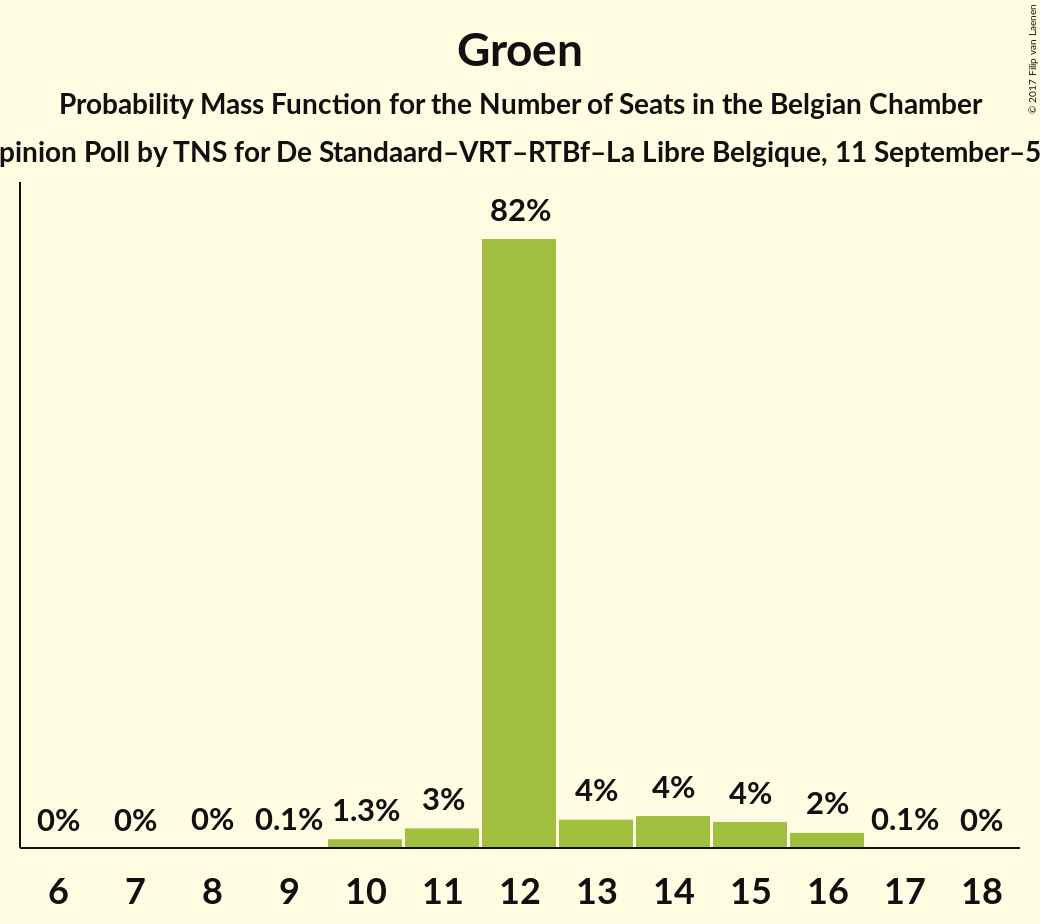 Groen
Probability Mass Function for the Number of Seats in the Belgian Chamber
pinion Poll by TNS for De Standaard–VRT–RTBf–La Libre Belgique, 11 September–5
© 2017 Filip van Laenen
82%
0% 0% 0% 0.1% 1.3% 3% 4% 4% 4% 2% 0.1% 0%
6 7 8 9 10 11 12 13 14 15 16 17 18